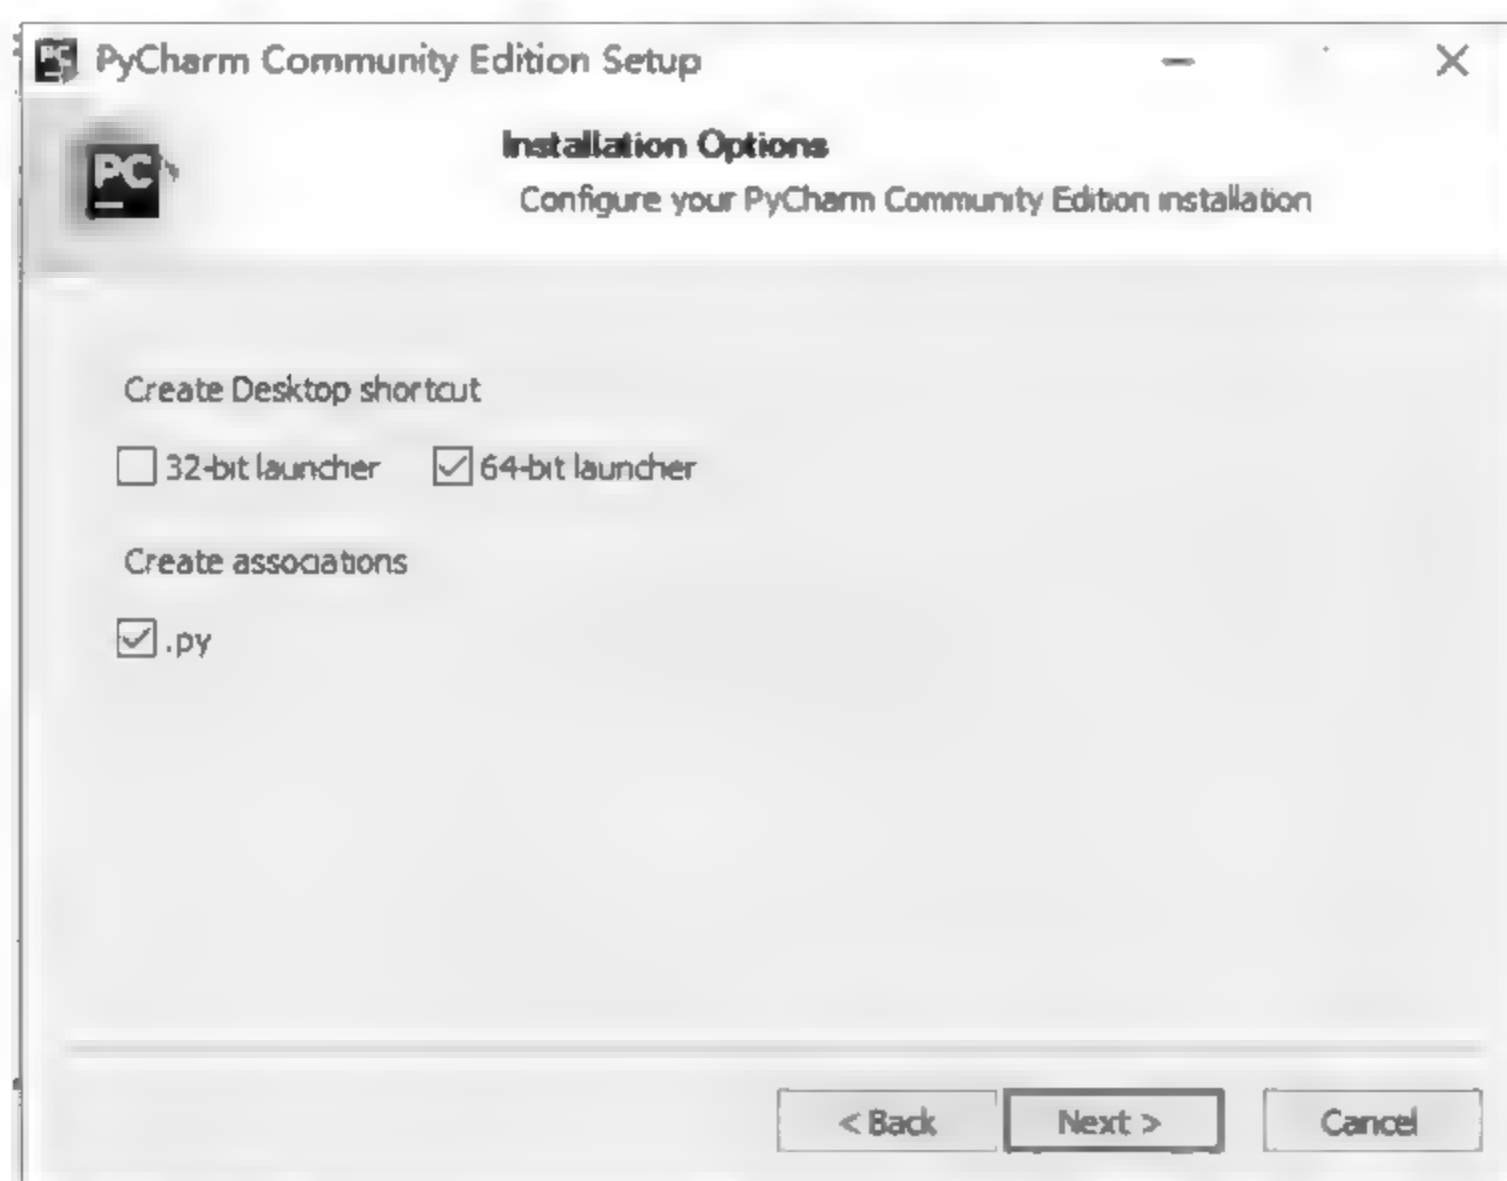 PyCharm Community Edition Setup
PC
Installation Options
Configure your PyCharm Community Edition installation
Create Desktop shortcut
32-bit launcher 64-bit launcher
Create associations
.py
< Back Next > Cancel